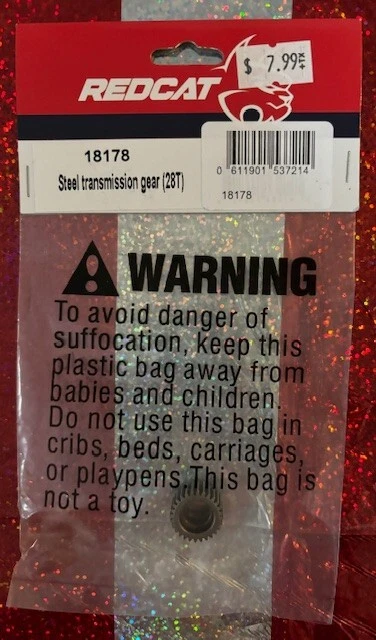 $ 7.99
REDCAT
18178
Steel transmission gear (28T)
0 611901 537214
18178
WARNING
To avoid danger of
suffocation, keep this
plastic bag away from
babies and children.
Do not use this bag in
cribs, beds, carriages,
or playpens.This bag is
not a toy.